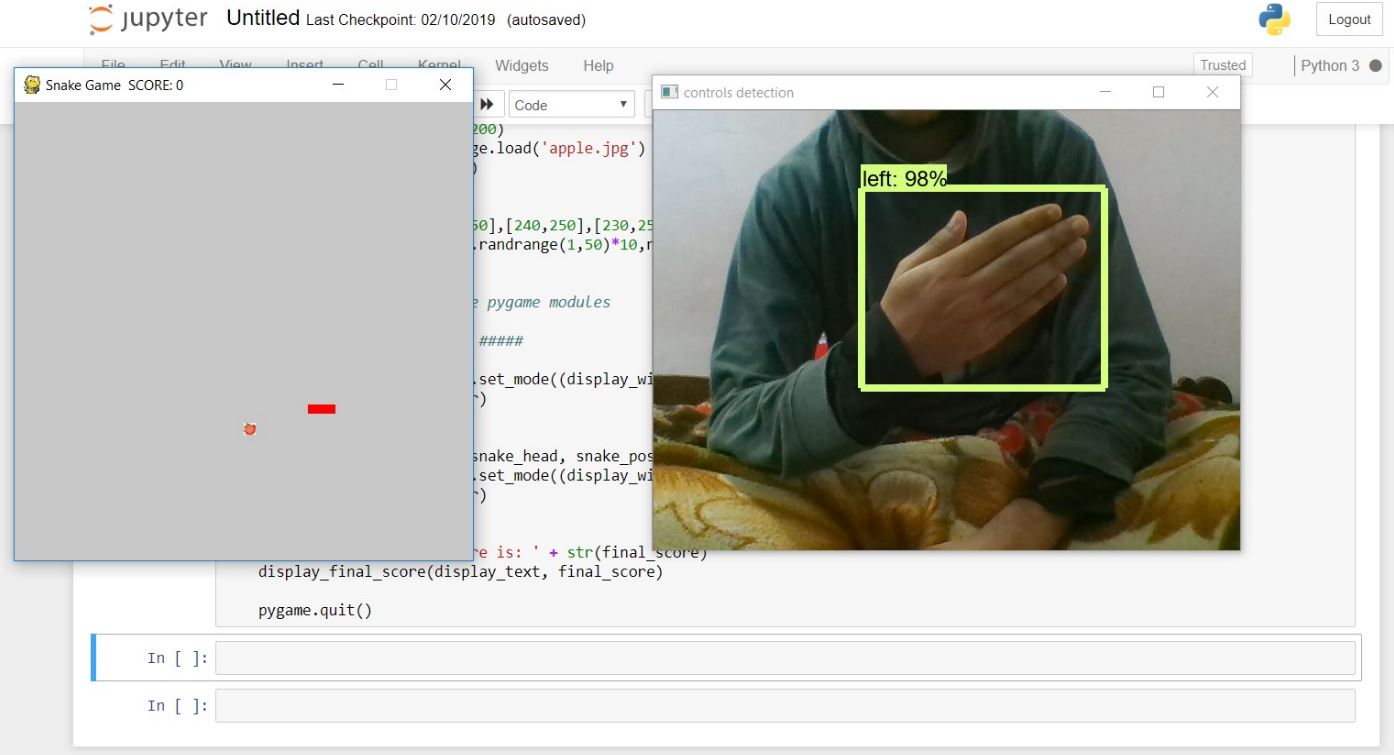 jupyter Untitled Last Checkpoint: 02/10/2019 (autosaved)
Logout
File Edit View Insert Cell Kernel Widgets Help
Trusted
Python 3
Snake Game SCORE: 0
controls detection
Code
200)
ge.load('apple.jpg')
)
50],[240,250],[230,25
.randrange(1,50)*10,r
e pygame modules
#####
.set_mode((display_wi
r)
snake_head, snake_pos
.set_mode((display_wi
r)
re is: ' + str(final_score)
display_final_score(display_text, final_score)
pygame.quit()
left: 98%
In [ ]:
In [ ]: